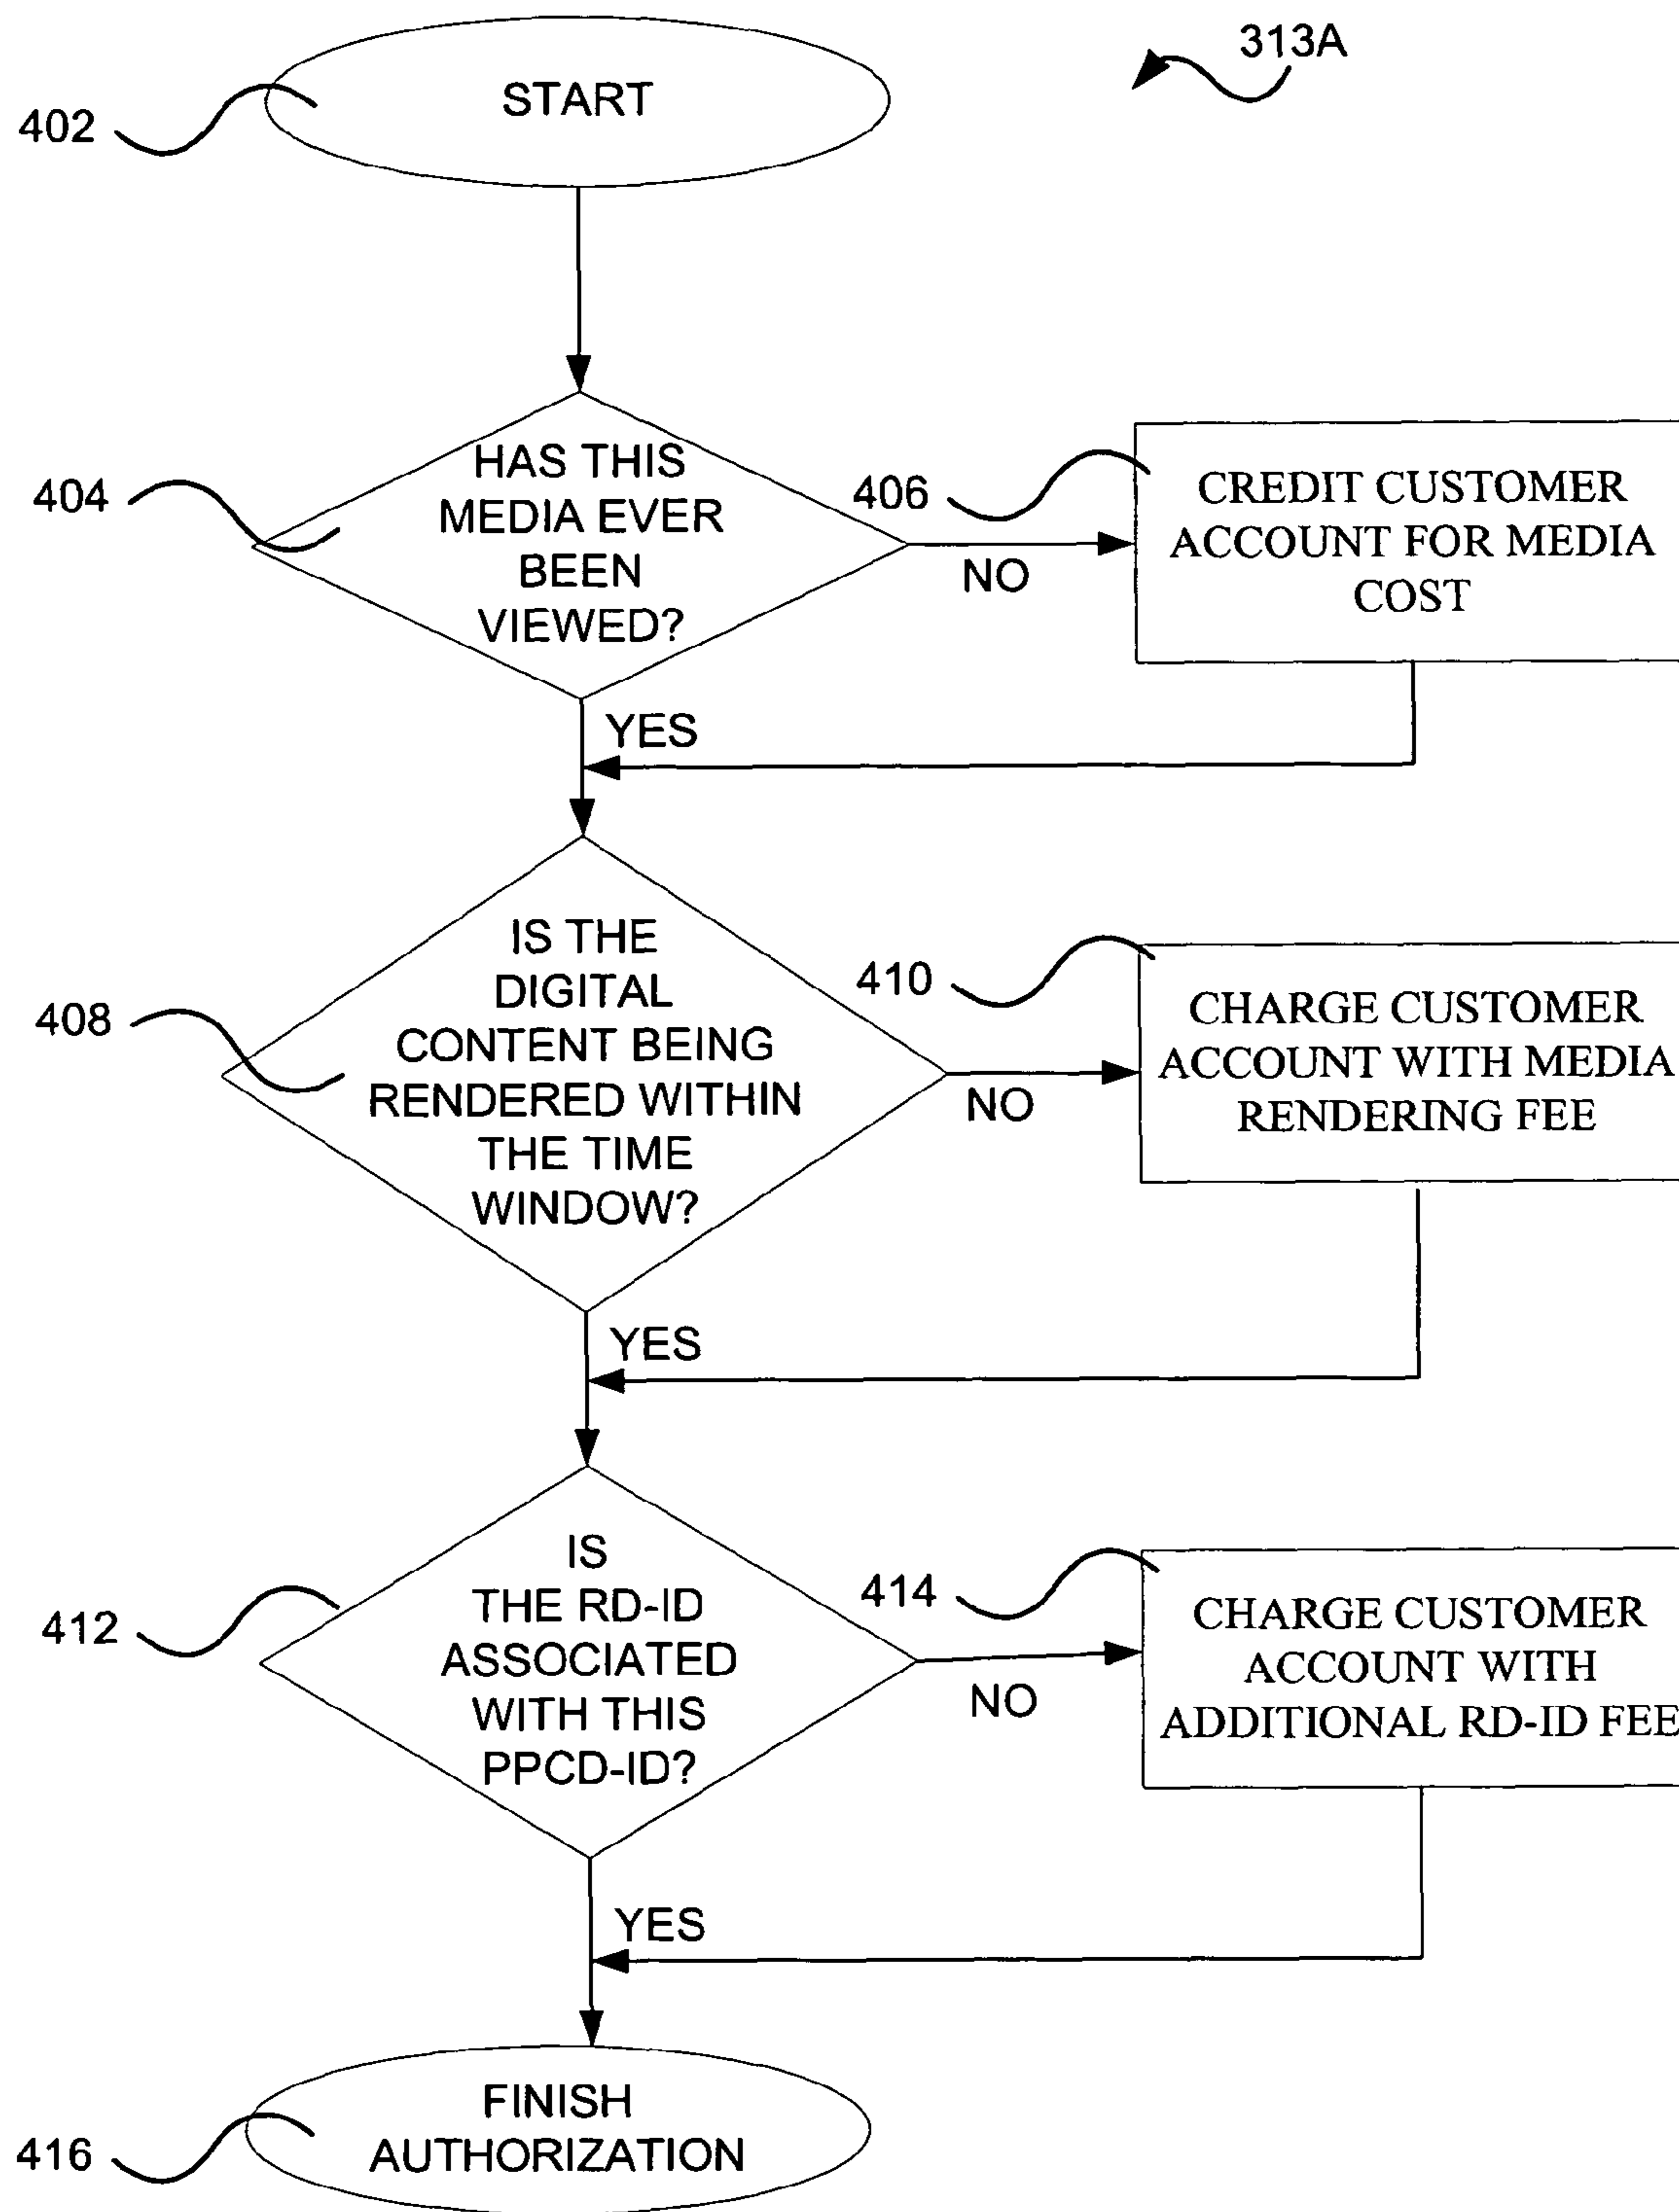 313A
402
START
404
HAS THIS
MEDIA EVER
BEEN
VIEWED?
NO
406
CREDIT CUSTOMER
ACCOUNT FOR MEDIA
COST
YES
408
IS THE
DIGITAL
CONTENT BEING
RENDERED WITHIN
THE TIME
WINDOW?
NO
410
CHARGE CUSTOMER
ACCOUNT WITH MEDIA
RENDERING FEE
YES
412
IS
THE RD-ID
ASSOCIATED
WITH THIS
PPCD-ID?
NO
414
CHARGE CUSTOMER
ACCOUNT WITH
ADDITIONAL RD-ID FEE
YES
416
FINISH
AUTHORIZATION